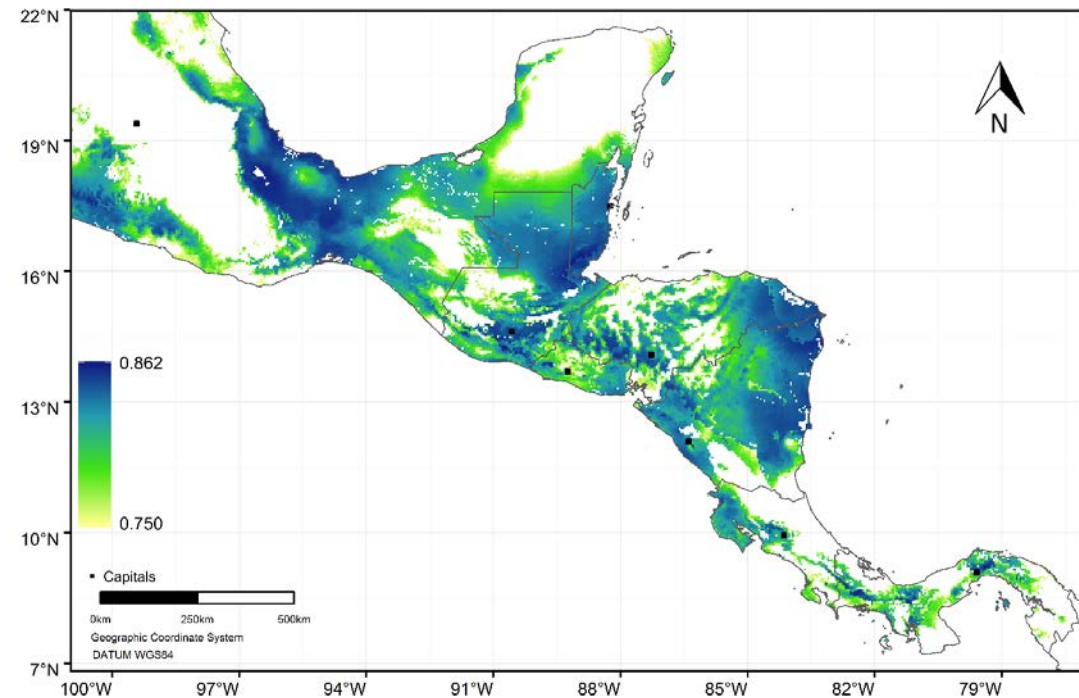 22°N
19°N
16°N
13°N
10°N
7°N
N
0.862
0.750
Capitals
0km 250km 500km
Geographic Coordinate System
DATUM WGS84
100°W 97°W 94°W 91°W 88°W 85°W 82°W 79°W